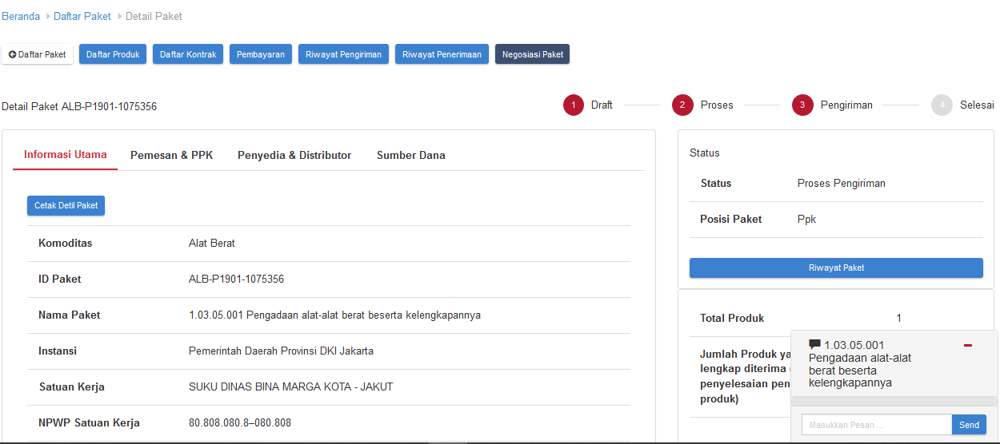 Beranda Daftar Paket Detail Paket
Daftar Paket Daftar Produk Daftar Kontrak Pembayaran Riwayat Pengiriman Riwayat Penerimaan Negosiasi Paket
Detail Paket ALB-P1901-1075356
1 Draft 2 Proses 3 Pengiriman 4 Selesai
Informasi Utama Pemesan & PPK Penyedia & Distributor Sumber Dana
Cetak Detil Paket
Komoditas Alat Berat
ID Paket ALB-P1901-1075356
Nama Paket 1.03.05.001 Pengadaan alat-alat berat beserta kelengkapannya
Instansi Pemerintah Daerah Provinsi DKI Jakarta
Satuan Kerja SUKU DINAS BINA MARGA KOTA - JAKUT
NPWP Satuan Kerja 80.808.080.8–080.808
Status
Status Proses Pengiriman
Posisi Paket Ppk
Riwayat Paket
Total Produk 1
Jumlah Produk ya
lengkap diterima (
penyelesaian pen
produk)
1.03.05.001
Pengadaan alat-alat
berat beserta
kelengkapannya
Masukkan Pesan ... Send